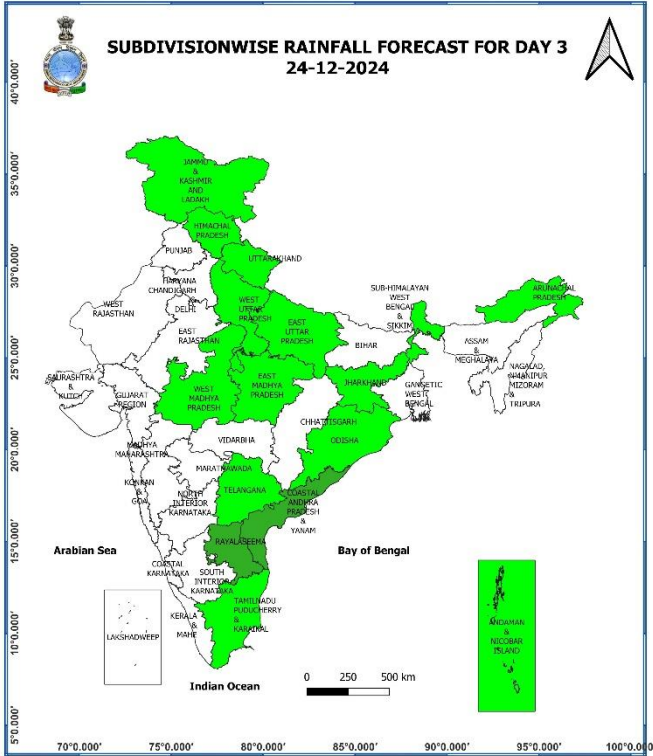 SUBDIVISIONWISE RAINFALL FORECAST FOR DAY 3
24-12-2024
40°0.000'
35°0.000'
30°0.000'
25°0.000'
20°0.000'
15°0.000'
10°0.000'
5°0.000'
JAMMU
&
KASHMIR
AND
LADAKH
HIMACHAL
PRADESH
PUNJAB
UTTARAKHAND
HARYANA
CHANDIGARH
&
DELHI
WEST
RAJASTHAN
WEST
UTTAR
PRADESH
EAST
RAJASTHAN
EAST
UTTAR
PRADESH
SUB-HIMALAYAN
WEST
BENGAL
&
SIKKIM
ARUNACHAL
PRADESH
BIHAR
ASSAM
&
MEGHALAYA
NAGALAD,
MANIPUR
MIZORAM
&
TRIPURA
SAURASHTRA
&
KUTCH
GUJARAT
REGION
WEST
MADHYA
PRADESH
EAST
MADHYA
PRADESH
JHARKHAND
GANGETIC
WEST
BENGAL
CHHATTISGARH
ODISHA
VIDARBHA
MADHYA
MAHARASHTRA
MARATHAWADA
KONKAN
&
GOA
NORTH
INTERIOR
KARNATAKA
TELANGANA
COASTAL
ANDHRA
PRADESH
&
YANAM
RAYALASEEMA
Arabian Sea
Bay of Bengal
COASTAL
KARNATAKA
SOUTH
INTERIOR
KARNATAKA
TAMILNADU
PUDUCHERRY
&
KARAIKAL
KERALA
&
MAHE
LAKSHADWEEP
ANDAMAN
&
NICOBAR
ISLAND
Indian Ocean
0 250 500 km
70°0.000' 75°0.000' 80°0.000' 85°0.000' 90°0.000' 95°0.000' 100°0.000'